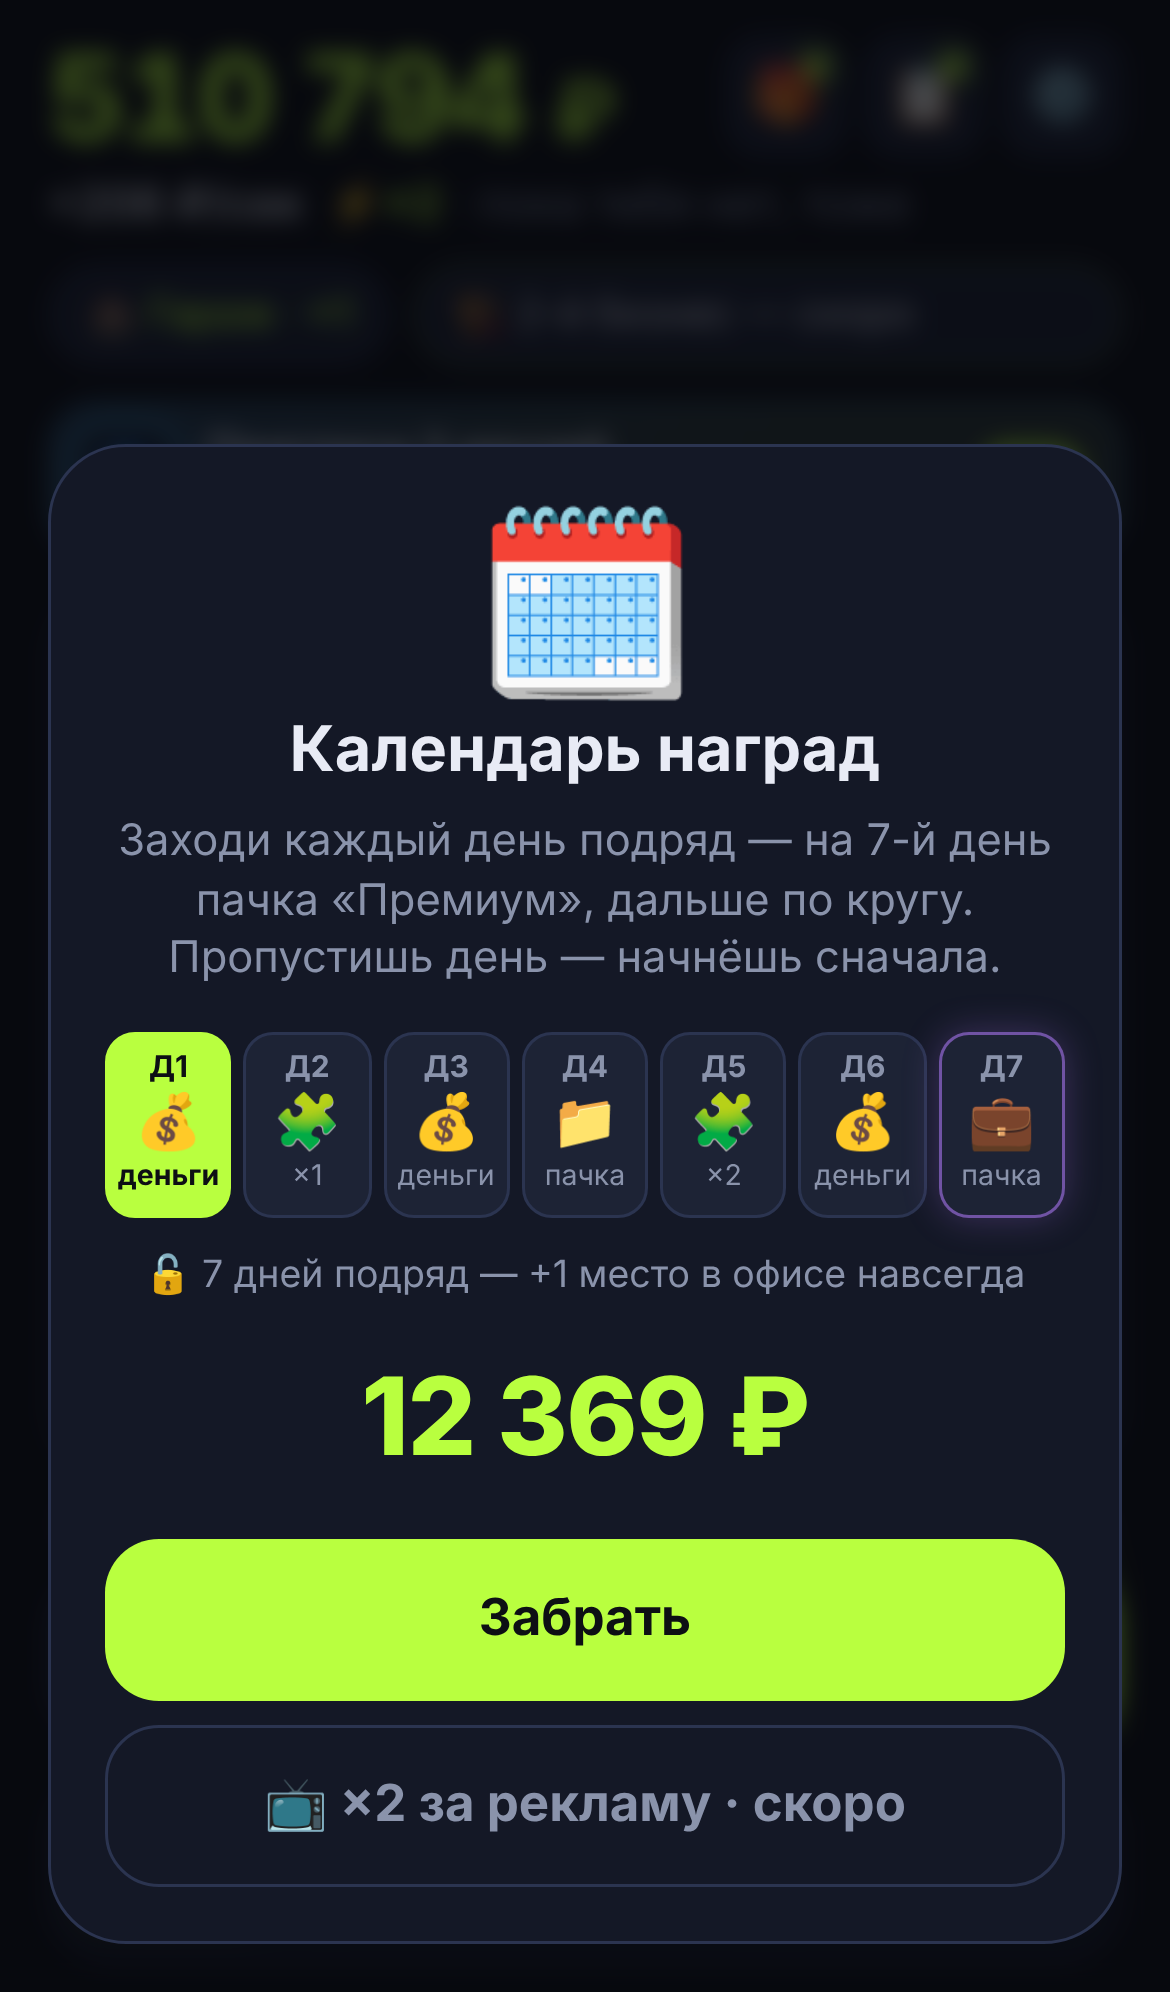 510 794 ₽
Календарь наград
Заходи каждый день подряд — на 7-й день
пачка «Премиум», дальше по кругу.
Пропустишь день — начнёшь сначала.
Д1 Д2 Д3 Д4 Д5 Д6 Д7
деньги ×1 деньги пачка ×2 деньги пачка
7 дней подряд — +1 место в офисе навсегда
12 369 ₽
Забрать
×2 за рекламу · скоро